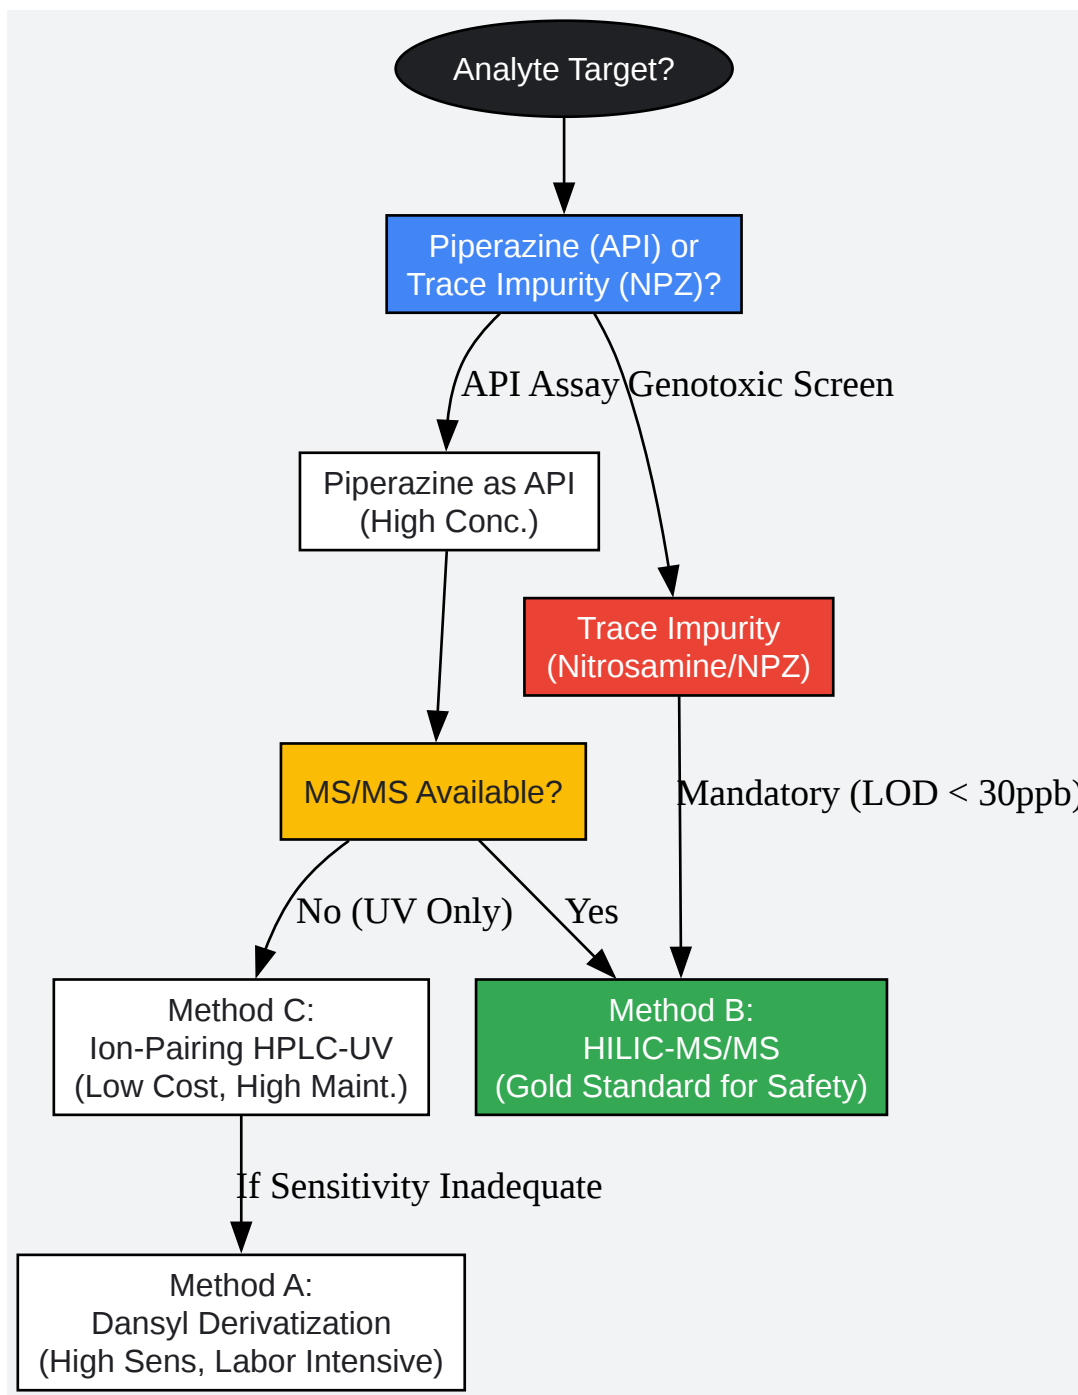 Analyte Target?
Piperazine (API) or
Trace Impurity (NPZ)?
API Assay
Genotoxic Screen
Piperazine as API
(High Conc.)
Trace Impurity
(Nitrosamine/NPZ)
MS/MS Available?
Mandatory (LOD < 30ppb)
No (UV Only)
Yes
Method C:
Ion-Pairing HPLC-UV
(Low Cost, High Maint.)
Method B:
HILIC-MS/MS
(Gold Standard for Safety)
If Sensitivity Inadequate
Method A:
Dansyl Derivatization
(High Sens, Labor Intensive)